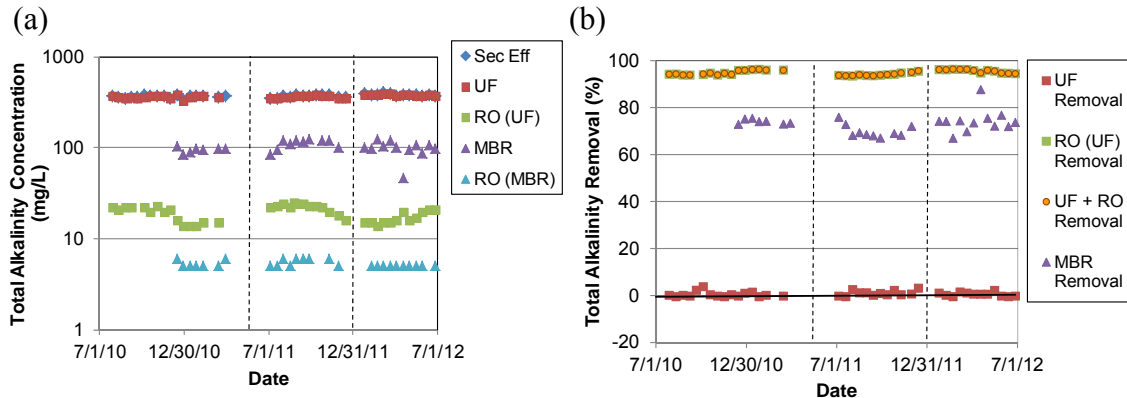 (a)
Total Alkalinity Concentration
(mg/L)
1000
100
10
1
7/1/10
12/30/10
7/1/11
12/31/11
7/1/12
Date
Sec Eff
UF
RO (UF)
MBR
RO (MBR)
(b)
Total Alkalinity Removal (%)
100
80
60
40
20
0
-20
7/1/10
12/30/10
7/1/11
12/31/11
7/1/12
Date
UF
Removal
RO (UF)
Removal
UF + RO
Removal
MBR
Removal